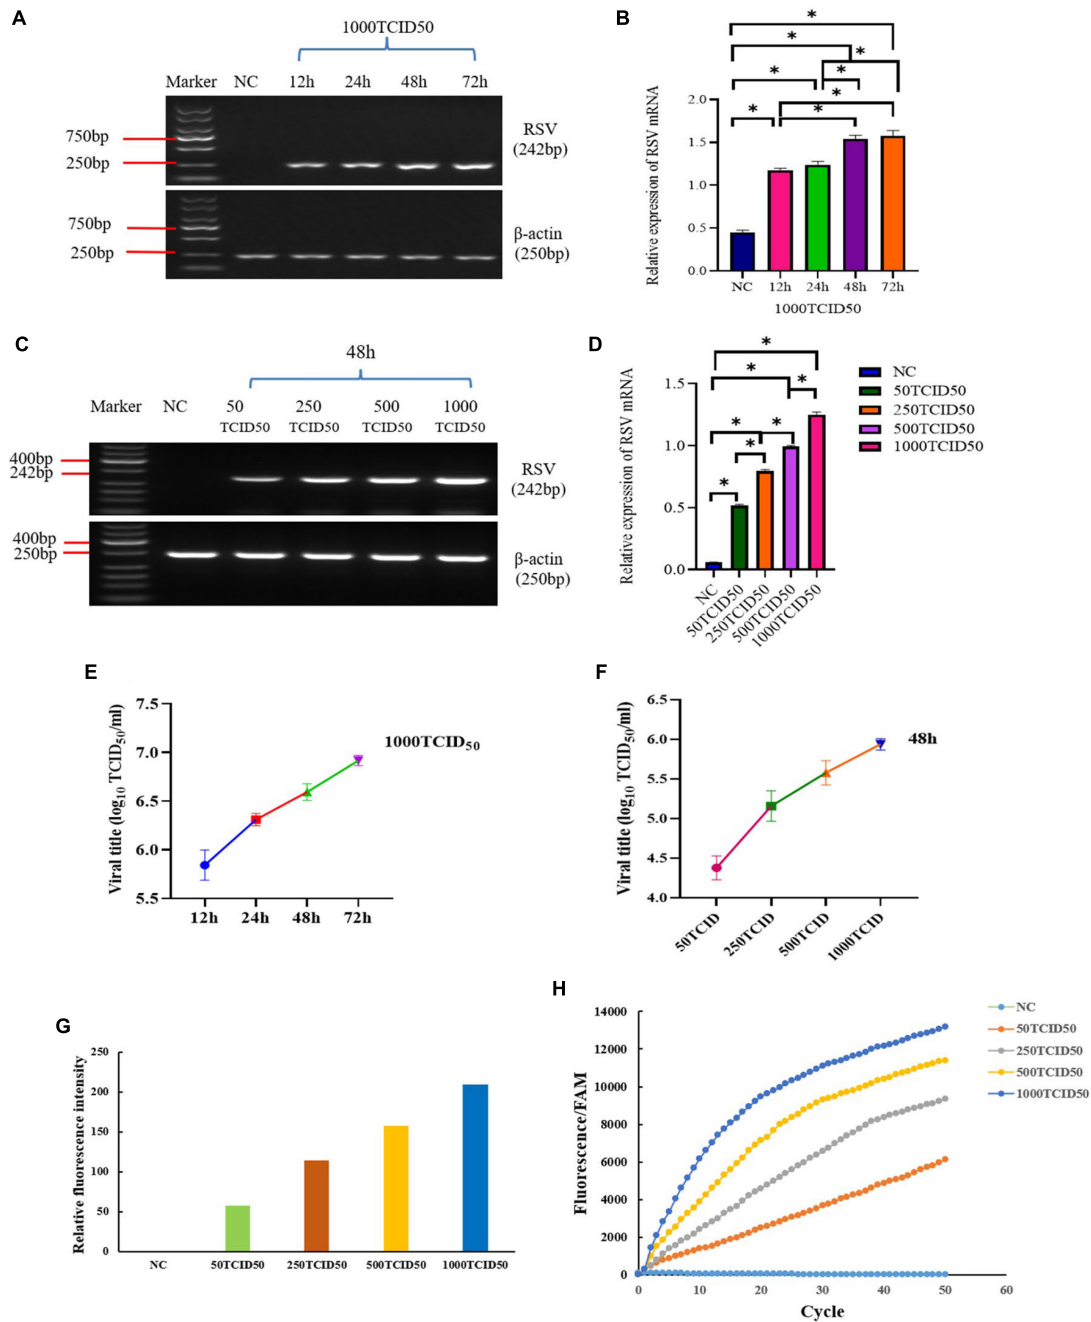 A
1000TCID50
Marker NC 12h 24h 48h 72h
750bp
250bp
RSV
(242bp)
750bp
250bp
β-actin
(250bp)
B
Relative expression of RSV mRNA
* * * * * * * *
2.0
1.5
1.0
0.5
0.0
NC 12h 24h 48h 72h
1000TCID50
C
48h
Marker NC 50 250 500 1000
TCID50 TCID50 TCID50 TCID50
400bp
242bp
RSV
(242bp)
400bp
250bp
β-actin
(250bp)
D
Relative expression of RSV mRNA
* * * * * * *
1.5
1.0
0.5
0.0
NC
50TCID50
250TCID50
500TCID50
1000TCID50
NC
50TCID50
250TCID50
500TCID50
1000TCID50
E
Viral title (log10 TCID50/ml)
7.5
7.0
6.5
6.0
5.5
12h 24h 48h 72h
1000TCID50
F
Viral title (log10 TCID50/ml)
6.5
6.0
5.5
5.0
4.5
4.0
50TCID
250TCID
500TCID
1000TCID
48h
G
Relative fluorescence intensity
250
200
150
100
50
0
NC 50TCID50 250TCID50 500TCID50 1000TCID50
H
Fluorescence/FAM
14000
12000
10000
8000
6000
4000
2000
0
0 10 20 30 40 50 60
Cycle
NC
50TCID50
250TCID50
500TCID50
1000TCID50